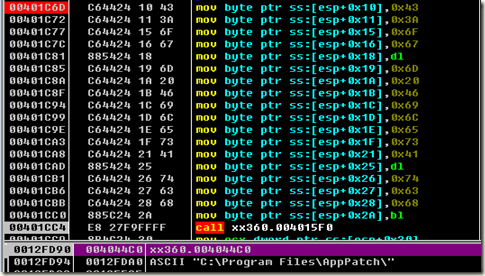 00401C6D C64424 10 43 mov byte ptr ss:[esp+0x10],0x43
00401C72 C64424 11 3A mov byte ptr ss:[esp+0x11],0x3A
00401C77 C64424 15 6F mov byte ptr ss:[esp+0x15],0x6F
00401C7C C64424 16 67 mov byte ptr ss:[esp+0x16],0x67
00401C81 885424 18 mov byte ptr ss:[esp+0x18],dl
00401C85 C64424 19 6D mov byte ptr ss:[esp+0x19],0x6D
00401C8A C64424 1A 20 mov byte ptr ss:[esp+0x1A],0x20
00401C8F C64424 1B 46 mov byte ptr ss:[esp+0x1B],0x46
00401C94 C64424 1C 69 mov byte ptr ss:[esp+0x1C],0x69
00401C99 C64424 1D 6C mov byte ptr ss:[esp+0x1D],0x6C
00401C9E C64424 1E 65 mov byte ptr ss:[esp+0x1E],0x65
00401CA3 C64424 1F 73 mov byte ptr ss:[esp+0x1F],0x73
00401CA8 C64424 21 41 mov byte ptr ss:[esp+0x21],0x41
00401CAD 885424 25 mov byte ptr ss:[esp+0x25],dl
00401CB1 C64424 26 74 mov byte ptr ss:[esp+0x26],0x74
00401CB6 C64424 27 63 mov byte ptr ss:[esp+0x27],0x63
00401CBB C64424 28 68 mov byte ptr ss:[esp+0x28],0x68
00401CC0 885C24 2A mov byte ptr ss:[esp+0x2A],bl
00401CC4 E8 27F9FFFF call xx360.004015F0
0012FD90 004044C0 xx360.004044C0
0012FD94 0012FDA0 ASCII "C:\Program Files\AppPatch\"